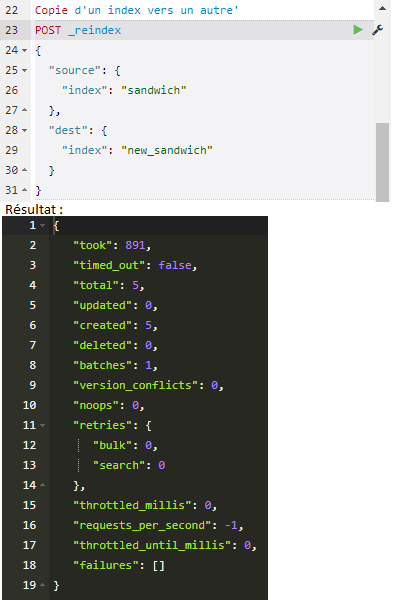 22 Copie d'un index vers un autre'
23 POST _reindex
24 {
25 "source": {
26 "index": "sandwich"
27 },
28 "dest": {
29 "index": "new_sandwich"
30 }
31 }
Résultat :
1 {
2 "took": 891,
3 "timed_out": false,
4 "total": 5,
5 "updated": 0,
6 "created": 5,
7 "deleted": 0,
8 "batches": 1,
9 "version_conflicts": 0,
10 "noops": 0,
11 "retries": {
12 "bulk": 0,
13 "search": 0
14 },
15 "throttled_millis": 0,
16 "requests_per_second": -1,
17 "throttled_until_millis": 0,
18 "failures": []
19 }